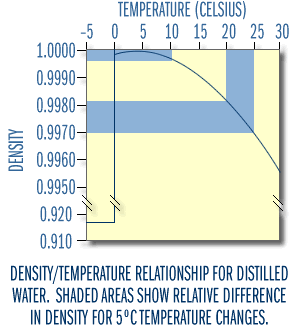 TEMPERATURE (CELSIUS)
-5 0 5 10 15 20 25 30
1.0000
0.9990
0.9980
0.9970
0.9960
0.9950
0.920
0.910
DENSITY
DENSITY/TEMPERATURE RELATIONSHIP FOR DISTILLED
WATER. SHADED AREAS SHOW RELATIVE DIFFERENCE
IN DENSITY FOR 5°C TEMPERATURE CHANGES.